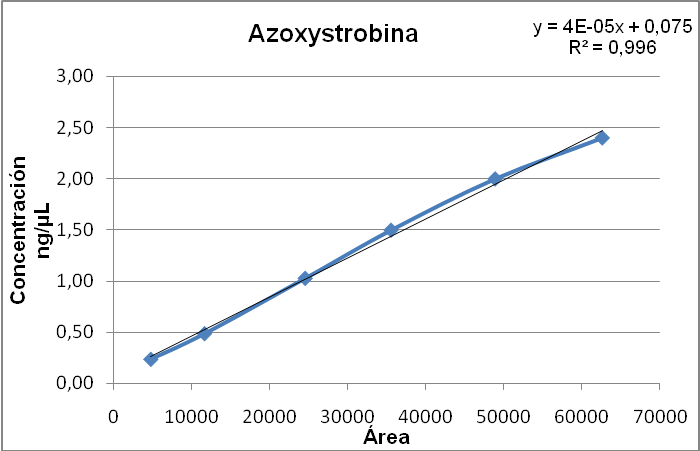 Azoxystrobina
y = 4E-05x + 0,075
R² = 0,996
3,00
2,50
2,00
1,50
1,00
0,50
0,00
Concentración
ng/µL
0 10000 20000 30000 40000 50000 60000 70000
Área